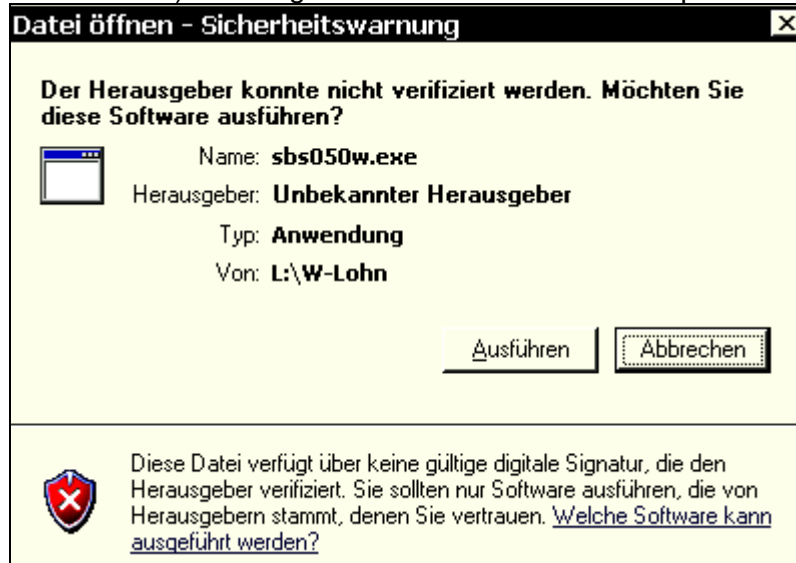 Datei öffnen - Sicherheitswarnung
Der Herausgeber konnte nicht verifiziert werden. Möchten Sie
diese Software ausführen?
Name: sbs050w.exe
Herausgeber: Unbekannter Herausgeber
Typ: Anwendung
Von: L:\W-Lohn
Ausführen Abbrechen
Diese Datei verfügt über keine gültige digitale Signatur, die den
Herausgeber verifiziert. Sie sollten nur Software ausführen, die von
Herausgebern stammt, denen Sie vertrauen. Welche Software kann
ausgeführt werden?